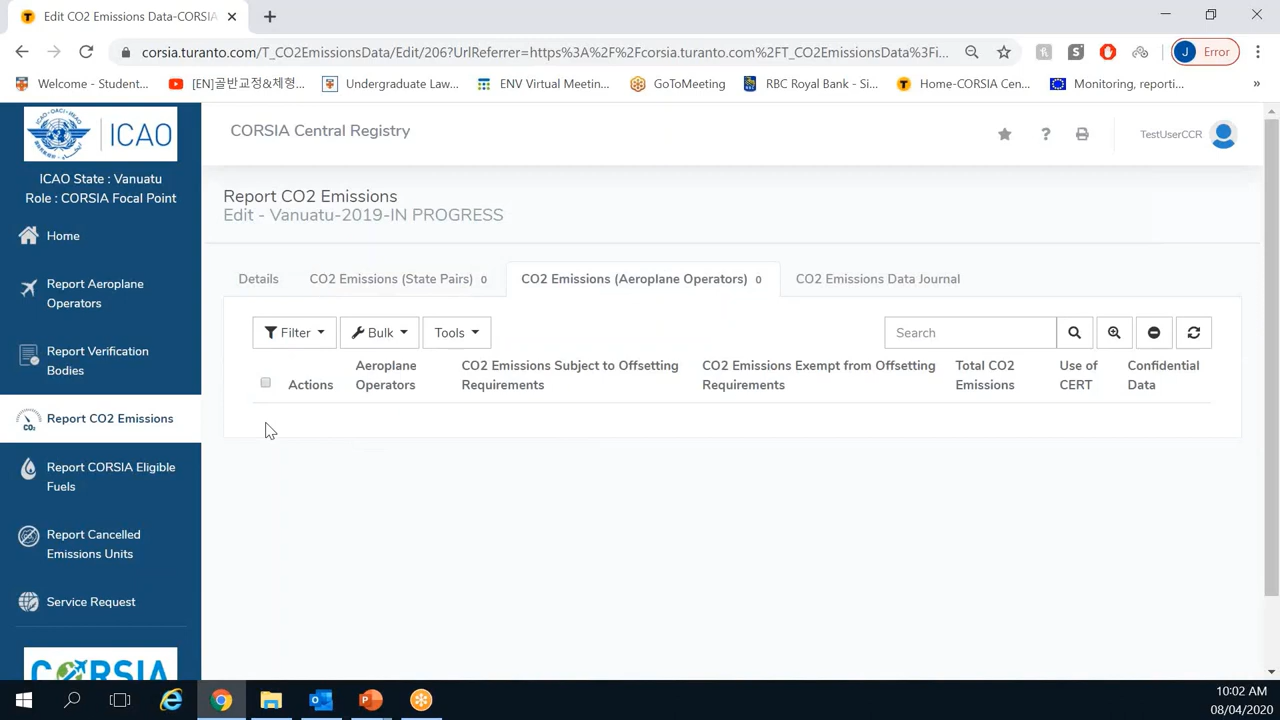 Edit CO2 Emissions Data-CORSIA
corsia.turanto.com/T_CO2EmissionsData/Edit/206?UrlReferrer=https%3A%2F%2Fcorsia.turanto.com%2FT_CO2EmissionsData%3Fi...
J Error
Welcome - Student...
[EN]골반교정&체형...
Undergraduate Law...
ENV Virtual Meetin...
GoToMeeting
RBC Royal Bank - Si...
Home-CORSIA Cen...
Monitoring, reporti...
»
ICAO · OACI · ИКАО
ICAO
ICAO State : Vanuatu
Role : CORSIA Focal Point
Home
Report Aeroplane
Operators
Report Verification
Bodies
CO₂
Report CO2 Emissions
Report CORSIA Eligible
Fuels
Report Cancelled
Emissions Units
Service Request
CORSIA
CORSIA Central Registry
?
TestUserCCR
Report CO2 Emissions
Edit - Vanuatu-2019-IN PROGRESS
Details
CO2 Emissions (State Pairs) 0
CO2 Emissions (Aeroplane Operators) 0
CO2 Emissions Data Journal
Filter
Bulk
Tools
Search
Actions
Aeroplane
Operators
CO2 Emissions Subject to Offsetting
Requirements
CO2 Emissions Exempt from Offsetting
Requirements
Total CO2
Emissions
Use of
CERT
Confidential
Data
10:02 AM
08/04/2020